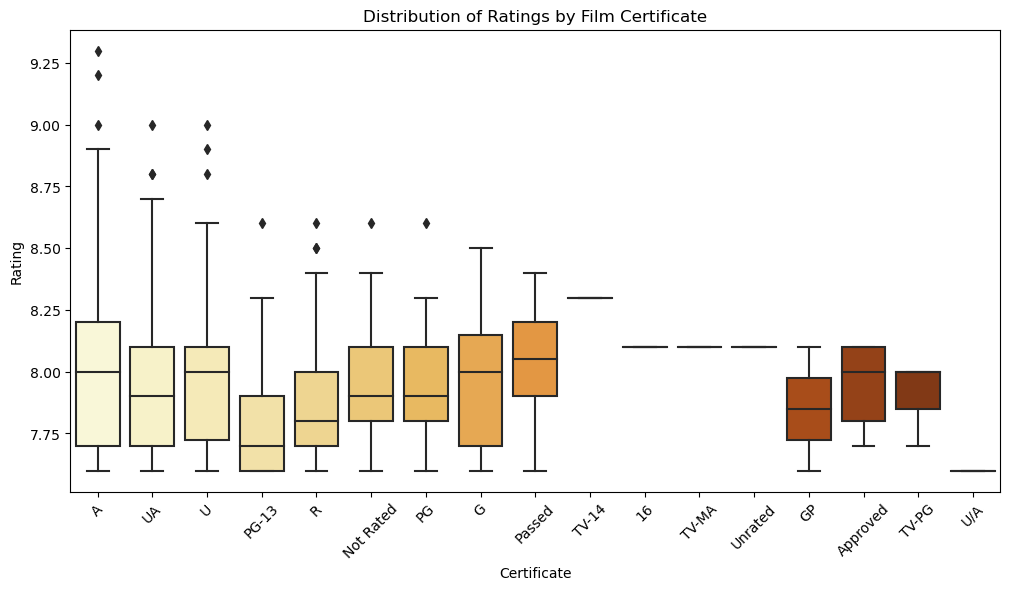 Distribution of Ratings by Film Certificate
Rating
9.25
9.00
8.75
8.50
8.25
8.00
7.75
A
UA
U
PG-13
R
Not Rated
PG
G
Passed
TV-14
16
TV-MA
Unrated
GP
Approved
TV-PG
U/A
Certificate